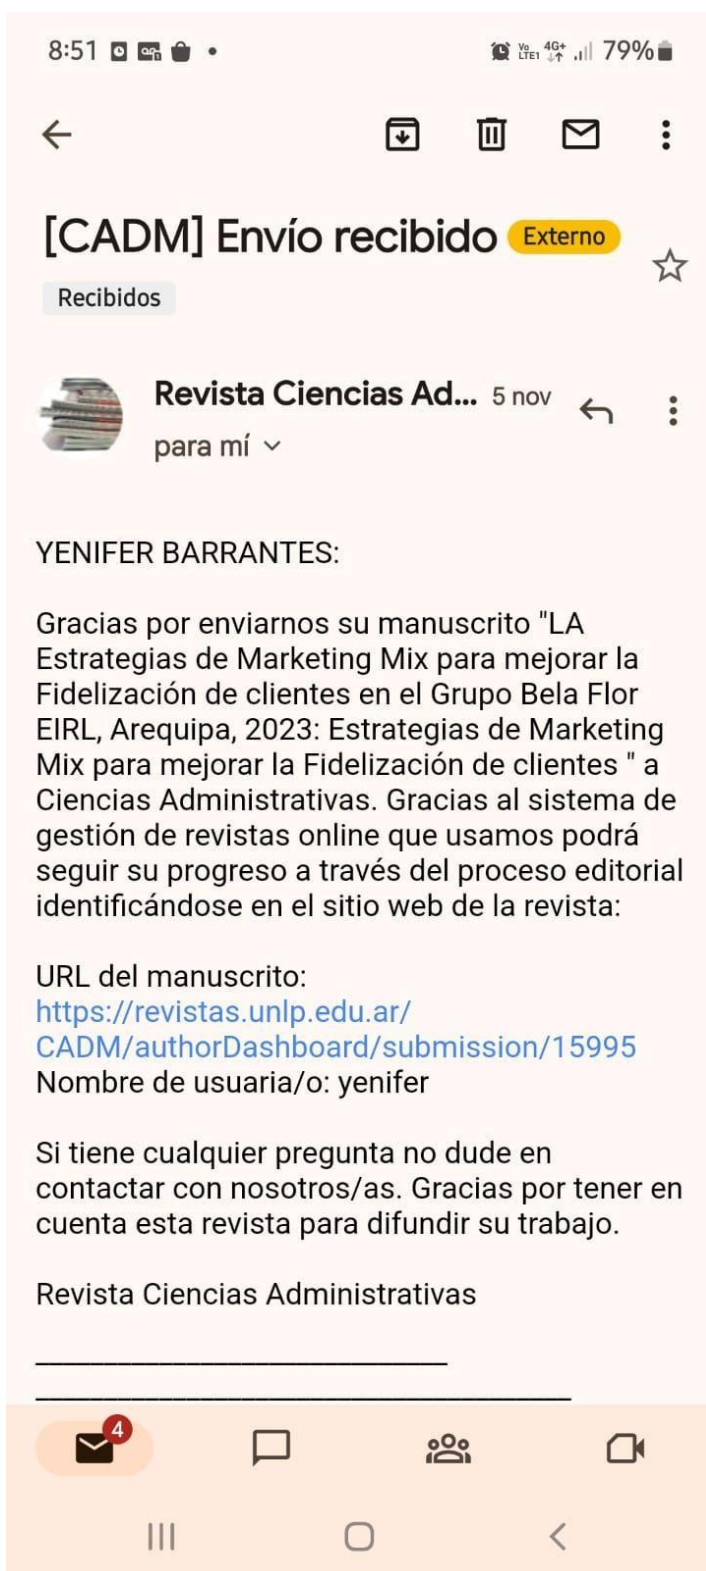 8:51
Vo LTE1 4G+ 79%
[CADM] Envío recibido Externo
Recibidos
Revista Ciencias Ad... 5 nov
para mí
YENIFER BARRANTES:
Gracias por enviarnos su manuscrito "LA
Estrategias de Marketing Mix para mejorar la
Fidelización de clientes en el Grupo Bela Flor
EIRL, Arequipa, 2023: Estrategias de Marketing
Mix para mejorar la Fidelización de clientes " a
Ciencias Administrativas. Gracias al sistema de
gestión de revistas online que usamos podrá
seguir su progreso a través del proceso editorial
identificándose en el sitio web de la revista:
URL del manuscrito:
https://revistas.unlp.edu.ar/
CADM/authorDashboard/submission/15995
Nombre de usuaria/o: yenifer
Si tiene cualquier pregunta no dude en
contactar con nosotros/as. Gracias por tener en
cuenta esta revista para difundir su trabajo.
Revista Ciencias Administrativas
4